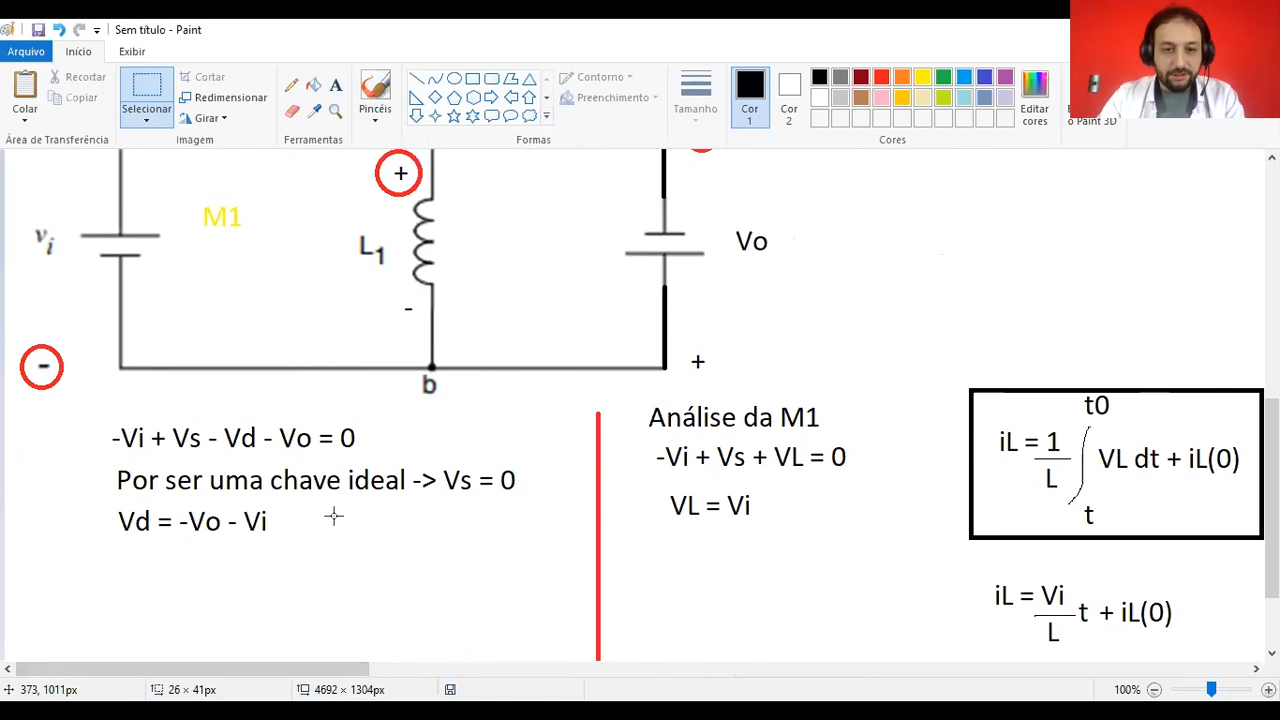 Sem título - Paint
Arquivo
Início
Exibir
Colar
Recortar
Copiar
Área de Transferência
Selecionar
Cortar
Redimensionar
Girar
Imagem
A
Ferramentas
Pincéis
Contorno
Preenchimento
Formas
Tamanho
Cor
1
Cor
2
Editar
cores
Cores
o Paint 3D
+
M1
vi
L1
Vo
-
-
+
b
-Vi + Vs - Vd - Vo = 0
Por ser uma chave ideal -> Vs = 0
Vd = -Vo - Vi
Análise da M1
-Vi + Vs + VL = 0
VL = Vi
t0
iL = 1
VL dt + iL(0)
L
t
iL = Vi
t + iL(0)
L
373, 1011px
26 × 41px
4692 × 1304px
100%